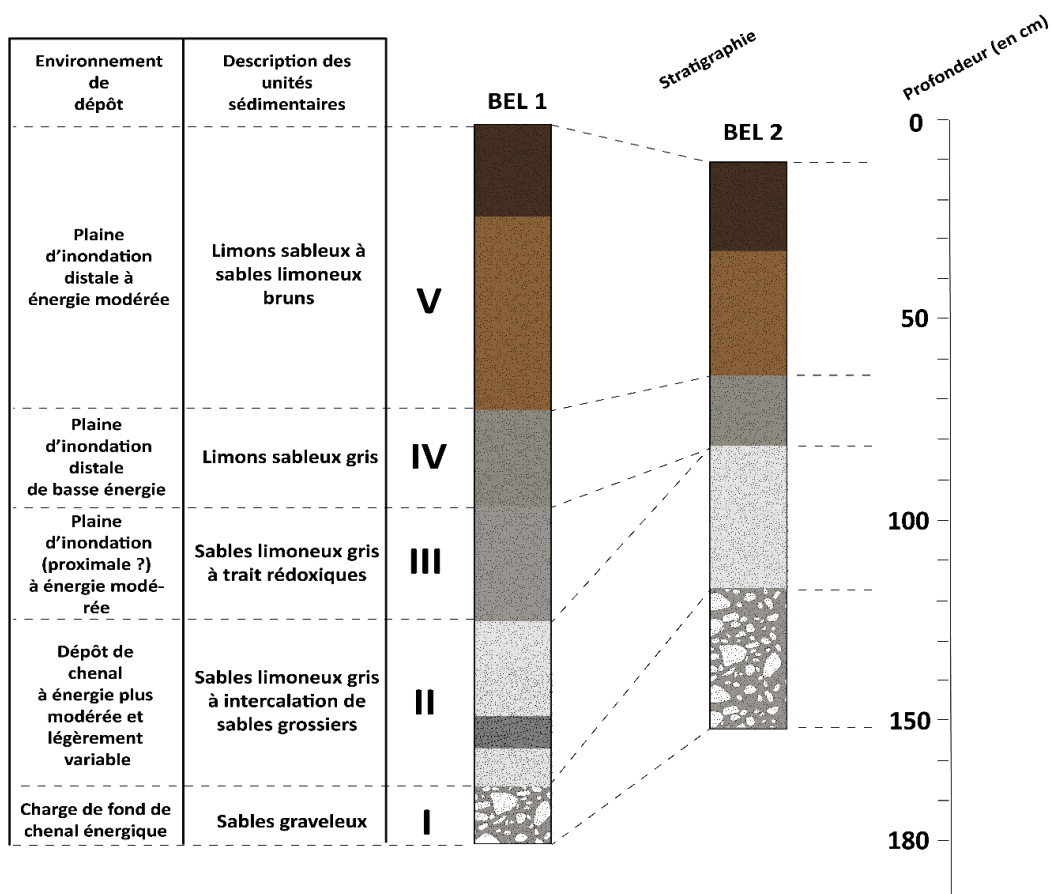 Environnement
de
dépôt
Description des
unités
sédimentaires
Plaine
d'inondation
distale à
énergie modérée
Limons sableux à
sables limoneux
bruns
V
Plaine
d'inondation
distale
de basse énergie
Limons sableux gris
IV
Plaine
d'inondation
(proximale ?)
à énergie modé-
rée
Sables limoneux gris
à trait rédoxiques
III
Dépôt de
chenal
à énergie plus
modérée et
légèrement
variable
Sables limoneux gris
à intercalation de
sables grossiers
II
Charge de fond de
chenal énergique
Sables graveleux
I
BEL 1
Stratigraphie
BEL 2
Profondeur (en cm)
0
50
100
150
180